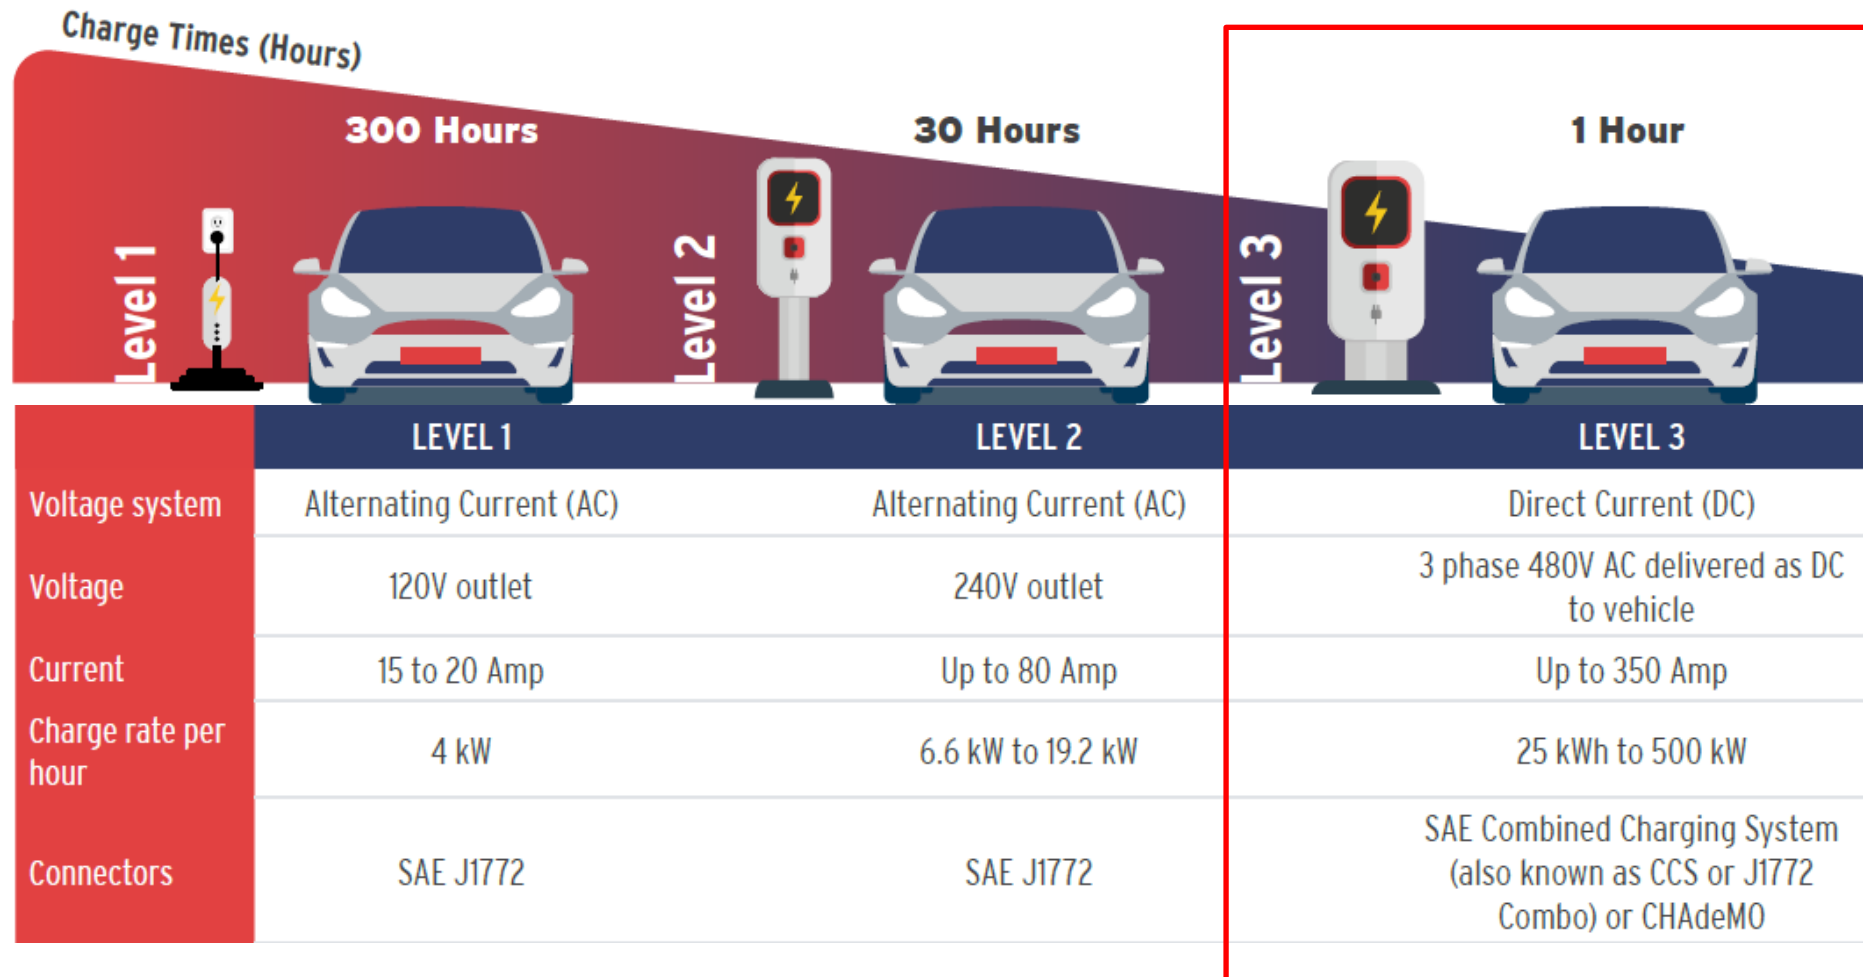 Charge Times (Hours)
300 Hours
30 Hours
1 Hour
Level 1
Level 2
Level 3
LEVEL 1
LEVEL 2
LEVEL 3
Voltage system
Alternating Current (AC)
Alternating Current (AC)
Direct Current (DC)
Voltage
120V outlet
240V outlet
3 phase 480V AC delivered as DC
to vehicle
Current
15 to 20 Amp
Up to 80 Amp
Up to 350 Amp
Charge rate per
hour
4 kW
6.6 kW to 19.2 kW
25 kWh to 500 kW
Connectors
SAE J1772
SAE J1772
SAE Combined Charging System
(also known as CCS or J1772
Combo) or CHAdeMO